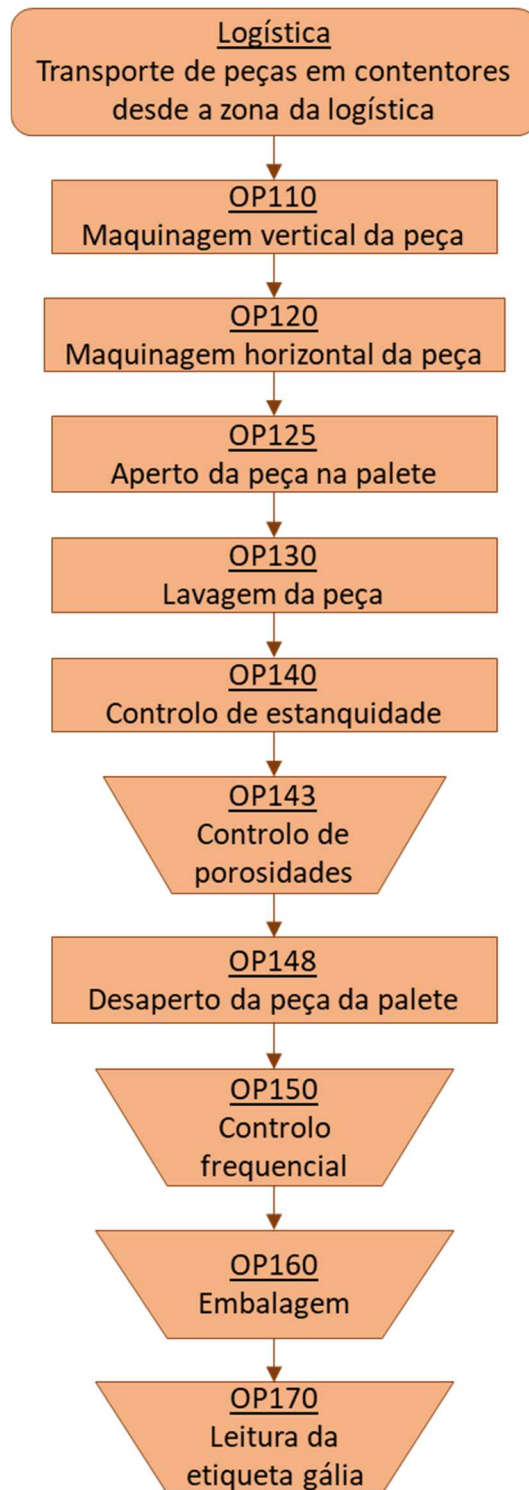 Logística
Transporte de peças em contentores
desde a zona da logística
OP110
Maquinagem vertical da peça
OP120
Maquinagem horizontal da peça
OP125
Aperto da peça na palete
OP130
Lavagem da peça
OP140
Controlo de estanquidade
OP143
Controlo de
porosidades
OP148
Desaperto da peça da palete
OP150
Controlo
frequencial
OP160
Embalagem
OP170
Leitura da
etiqueta gália